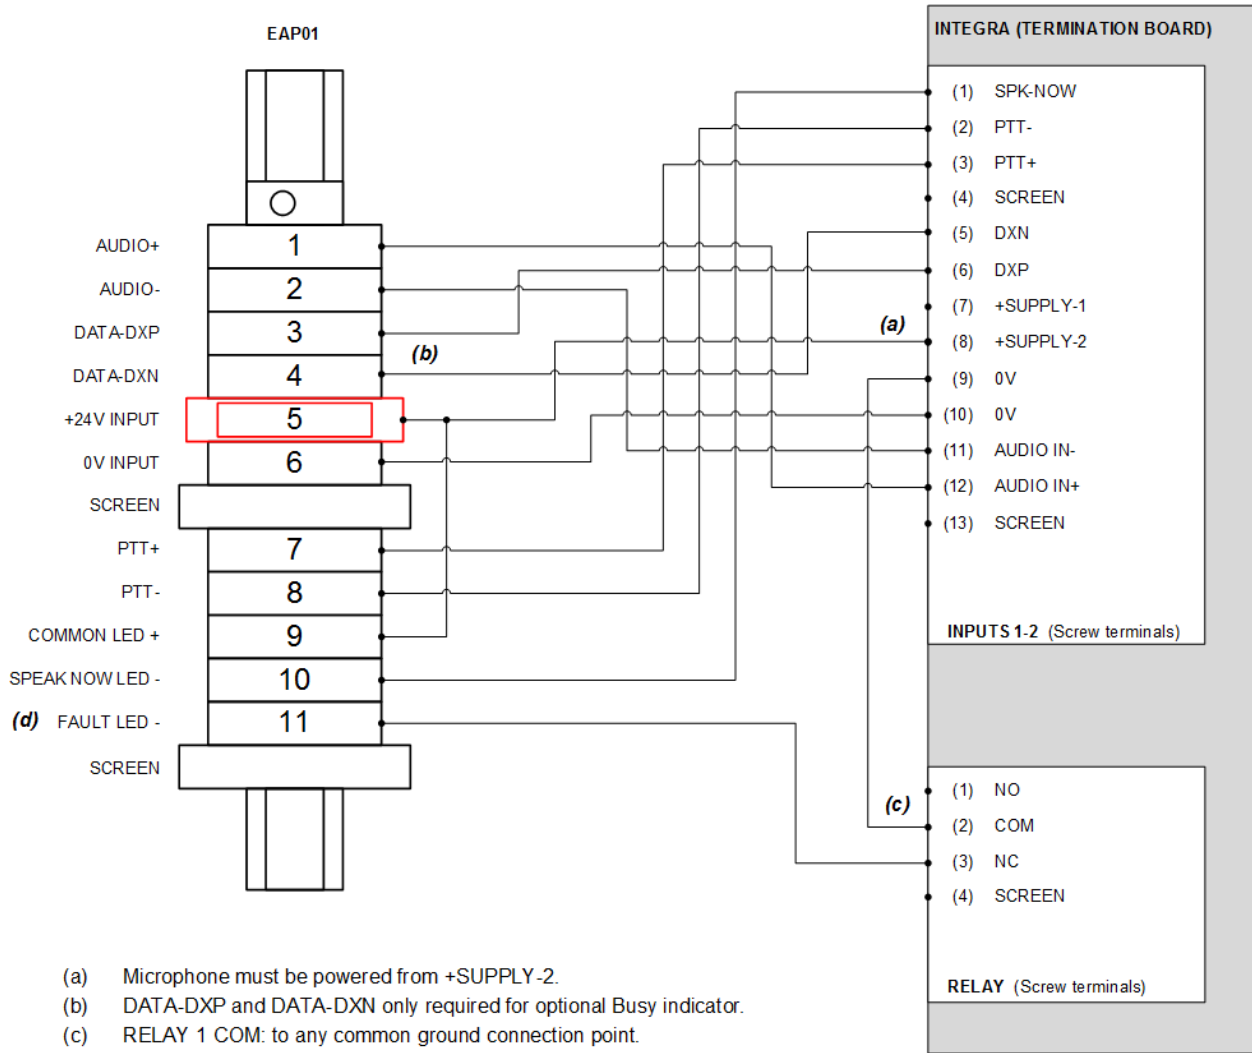 EAP01
INTEGRA (TERMINATION BOARD)
AUDIO+ 1
AUDIO- 2
DATA-DXP 3
DATA-DXN 4
+24V INPUT 5
0V INPUT 6
SCREEN
PTT+ 7
PTT- 8
COMMON LED + 9
SPEAK NOW LED - 10
(d) FAULT LED - 11
SCREEN
(b)
(a)
(c)
(1) SPK-NOW
(2) PTT-
(3) PTT+
(4) SCREEN
(5) DXN
(6) DXP
(7) +SUPPLY-1
(8) +SUPPLY-2
(9) 0V
(10) 0V
(11) AUDIO IN-
(12) AUDIO IN+
(13) SCREEN
INPUTS 1-2 (Screw terminals)
(1) NO
(2) COM
(3) NC
(4) SCREEN
RELAY (Screw terminals)
(a) Microphone must be powered from +SUPPLY-2.
(b) DATA-DXP and DATA-DXN only required for optional Busy indicator.
(c) RELAY 1 COM: to any common ground connection point.